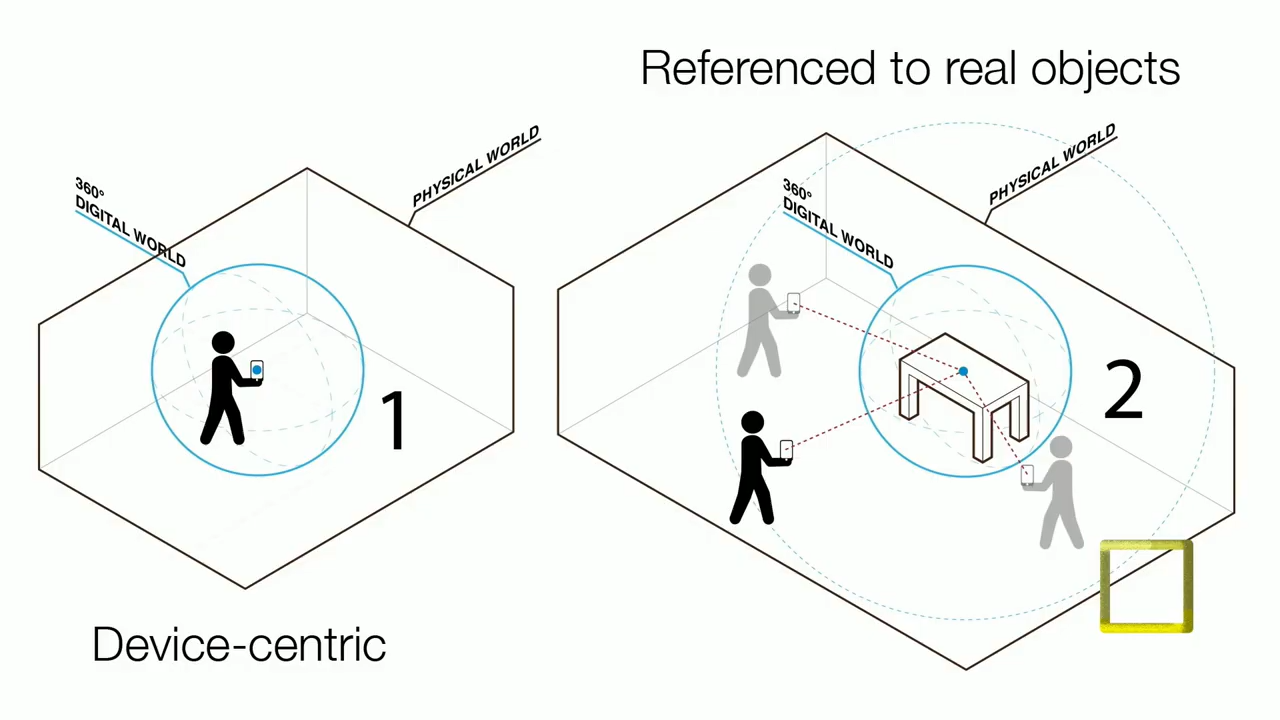 Referenced to real objects
360°
DIGITAL WORLD
PHYSICAL WORLD
1
Device-centric
360°
DIGITAL WORLD
PHYSICAL WORLD
2